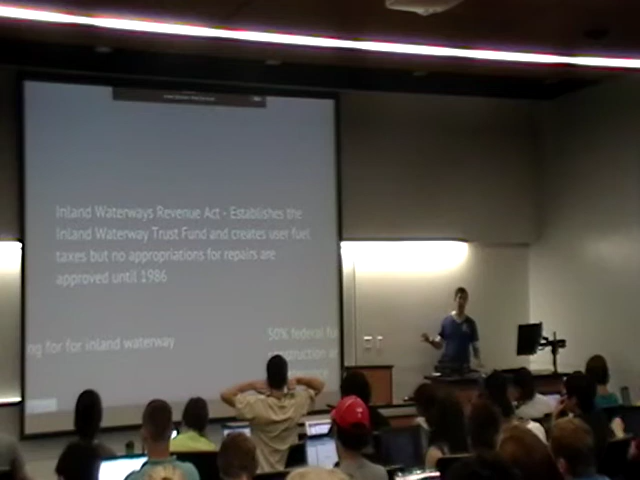 Inland Waterways Revenue Act - Establishes the
Inland Waterway Trust Fund and creates user fuel
taxes but no appropriations for repairs are
approved until 1986
ng for for inland waterway
50% federal fu